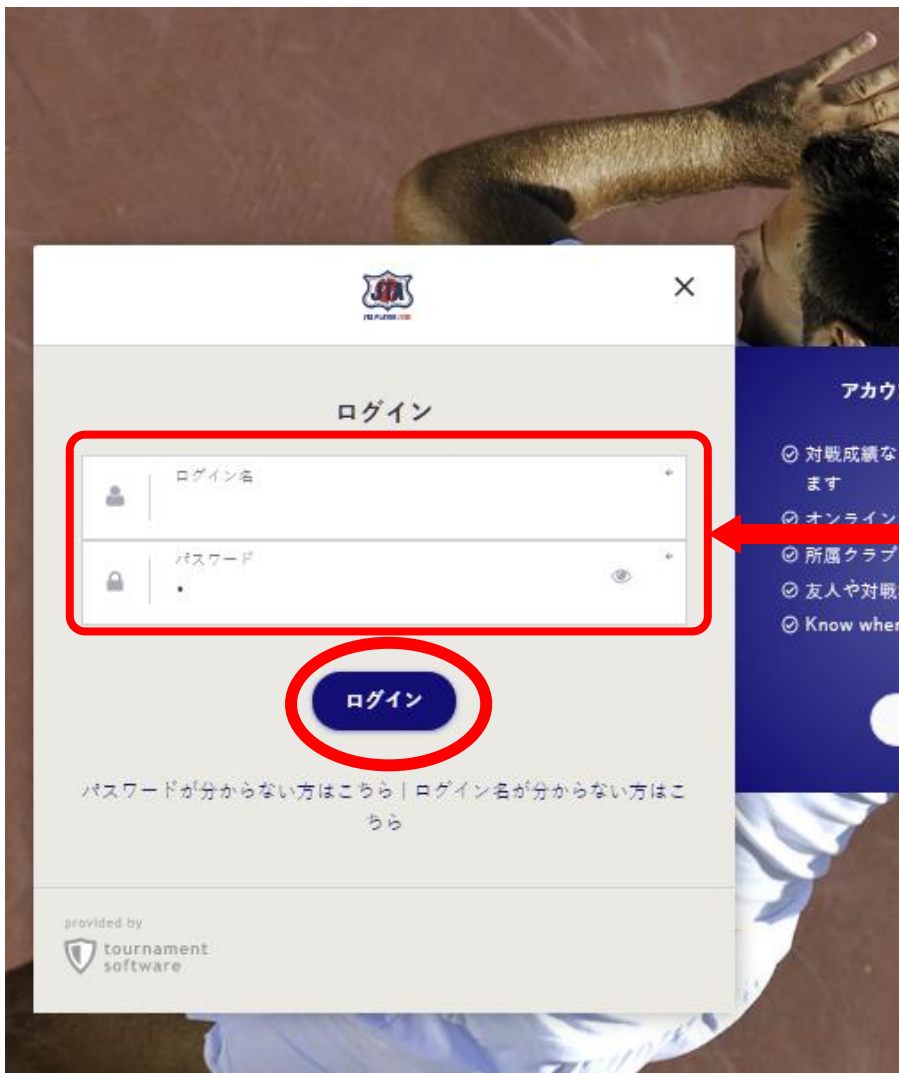 JTA
ログイン
ログイン名
*
パスワード
*
•
ログイン
パスワードが分からない方はこちら | ログイン名が分からない方はこ
ちら
provided by
tournament
software
アカウ
対戦成績な
ます
オンライン
所属クラブ
友人や対戦
Know when